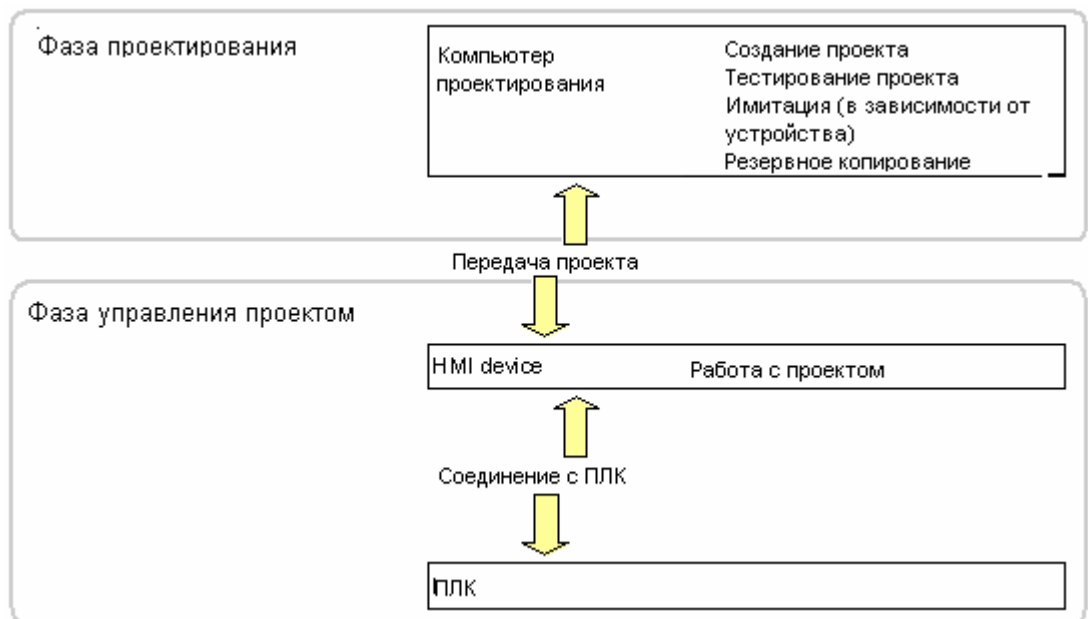 Фаза проектирования
Компьютер
проектирования
Создание проекта
Тестирование проекта
Имитация (в зависимости от
устройства)
Резервное копирование
Передача проекта
Фаза управления проектом
HMI device
Работа с проектом
Соединение с ПЛК
ПЛК